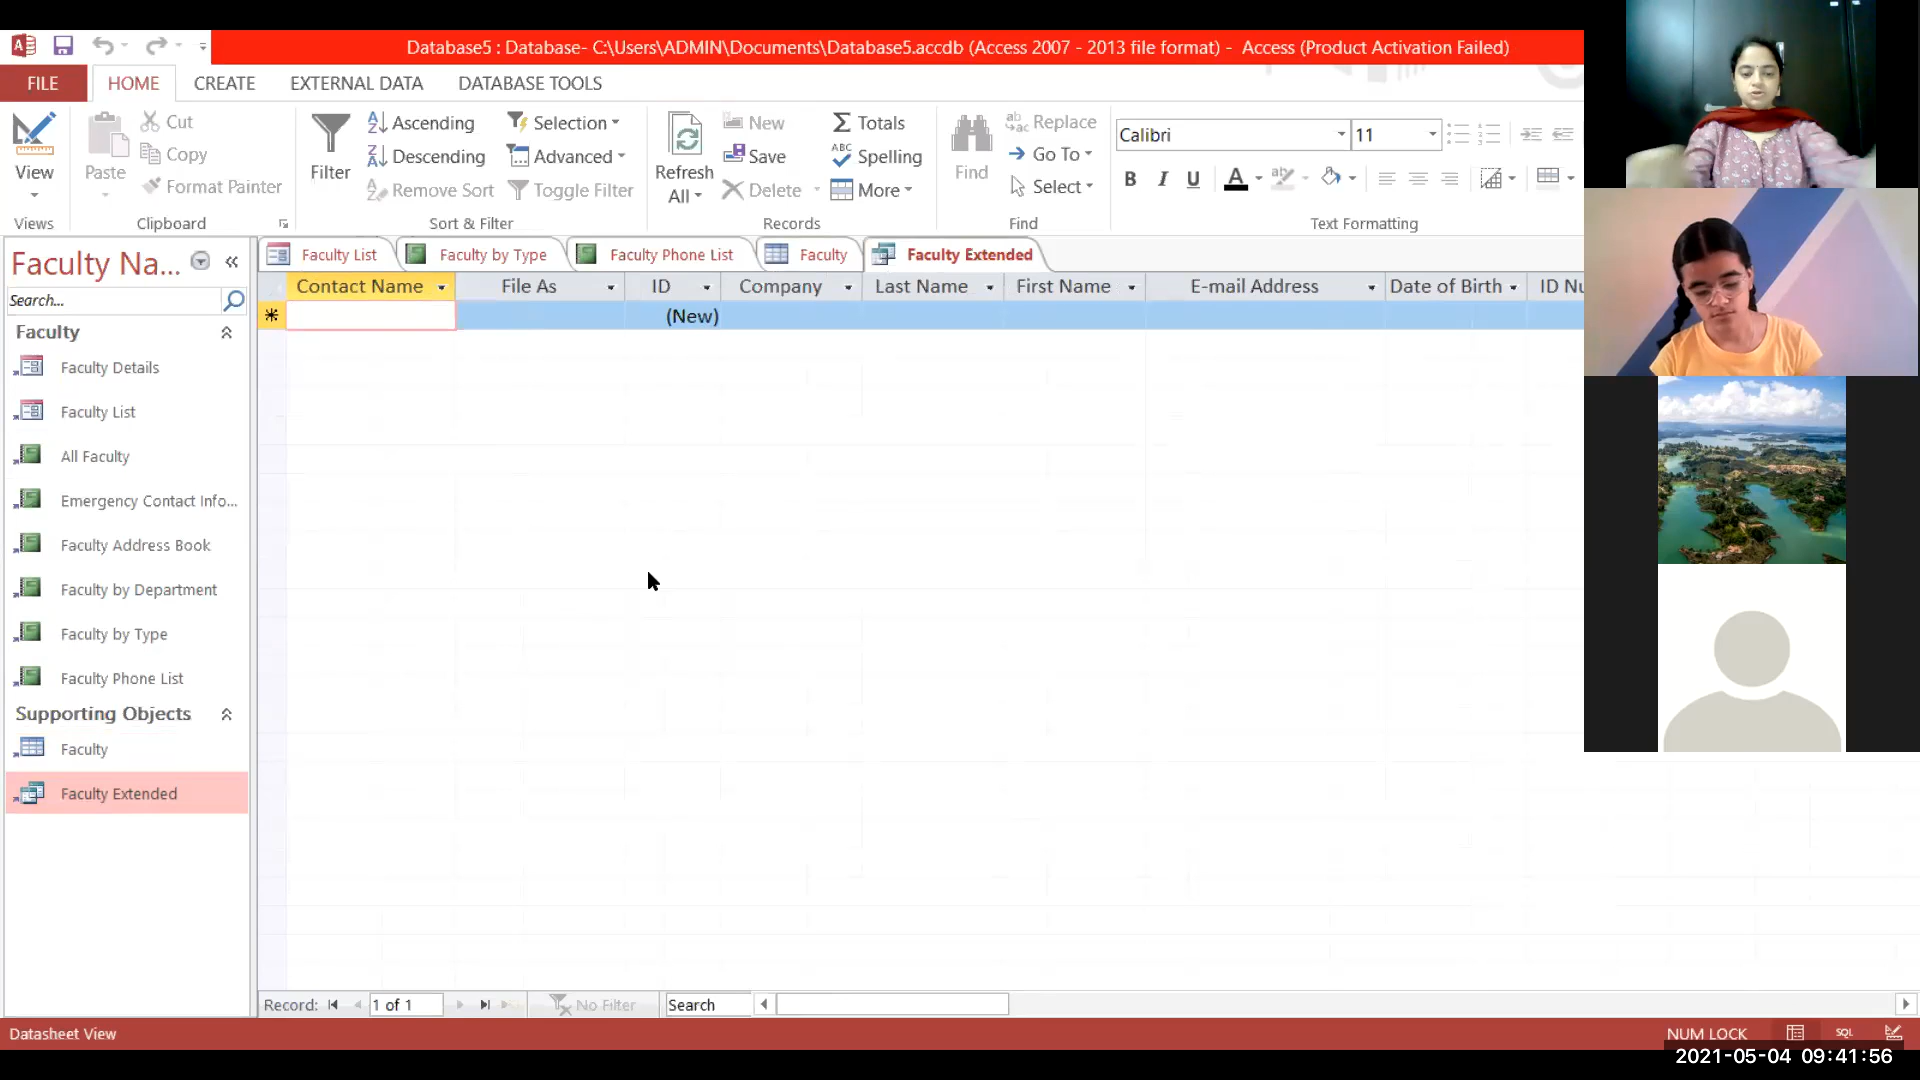 Database5 : Database- C:\Users\ADMIN\Documents\Database5.accdb (Access 2007 - 2013 file format) - Access (Product Activation Failed)
FILE HOME CREATE EXTERNAL DATA DATABASE TOOLS
View
Views
Paste
Cut
Copy
Format Painter
Clipboard
Filter
Ascending
Descending
Remove Sort
Selection
Advanced
Toggle Filter
Sort & Filter
Refresh
All
New
Save
Delete
Totals
Spelling
More
Records
Find
Replace
Go To
Select
Find
Calibri 11
B I U A
Text Formatting
Faculty Na...
Search...
Faculty
Faculty Details
Faculty List
All Faculty
Emergency Contact Info...
Faculty Address Book
Faculty by Department
Faculty by Type
Faculty Phone List
Supporting Objects
Faculty
Faculty Extended
Faculty List Faculty by Type Faculty Phone List Faculty Faculty Extended
Contact Name File As ID Company Last Name First Name E-mail Address Date of Birth ID Nu
(New)
Record: 1 of 1 No Filter Search
Datasheet View NUM LOCK SQL
2021-05-04 09:41:56